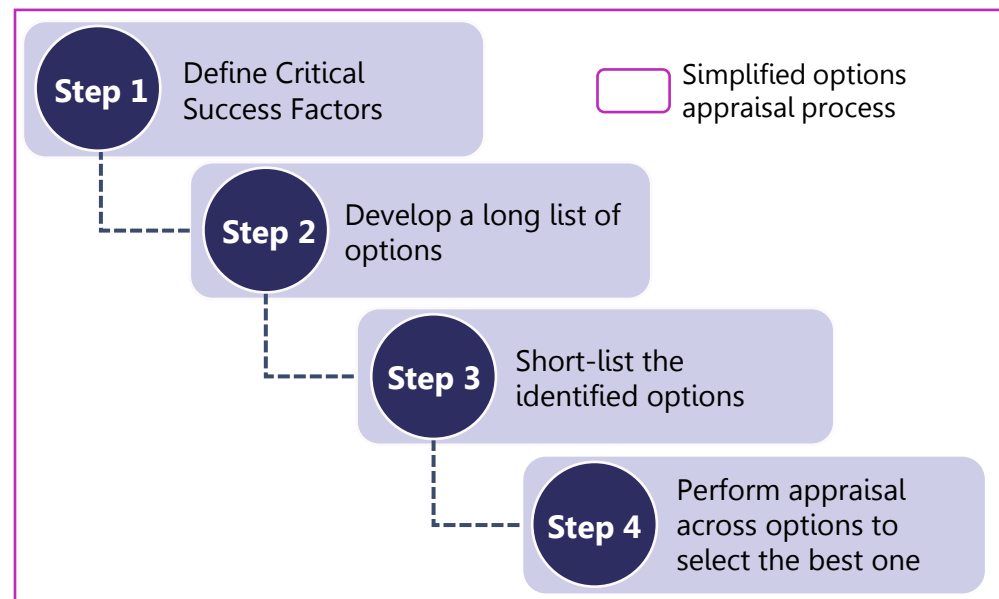 Step 1
Define Critical
Success Factors
Simplified options
appraisal process
Step 2
Develop a long list of
options
Step 3
Short-list the
identified options
Step 4
Perform appraisal
across options to
select the best one